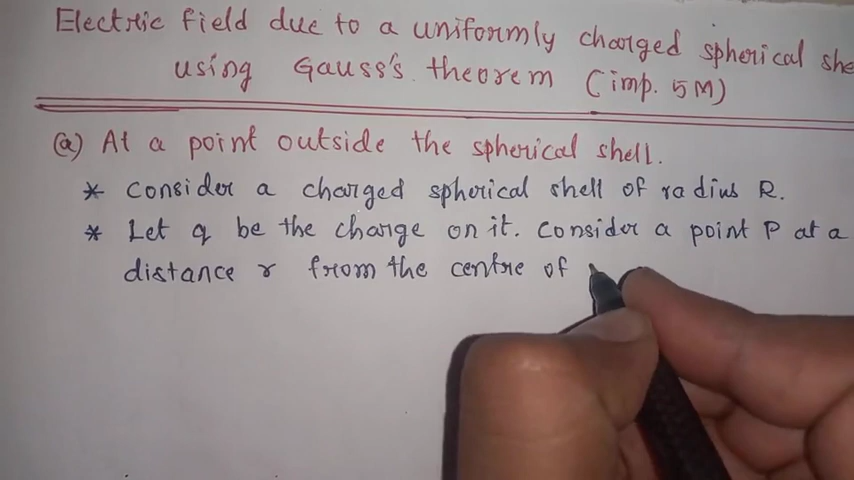 Electric field due to a uniformly charged spherical she
using Gauss's theorem (imp. 5M)
(a) At a point outside the spherical shell.
* consider a charged spherical shell of radius R.
* Let q be the charge on it. Consider a point P at a
distance r from the centre of